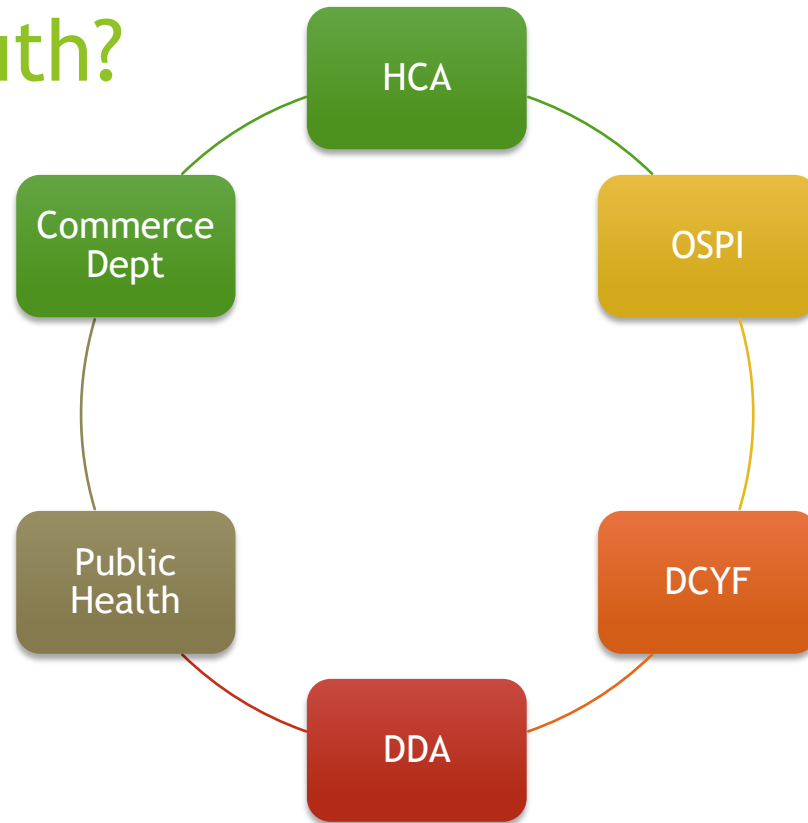 uth?
HCA
Commerce
Dept
OSPI
Public
Health
DCYF
DDA